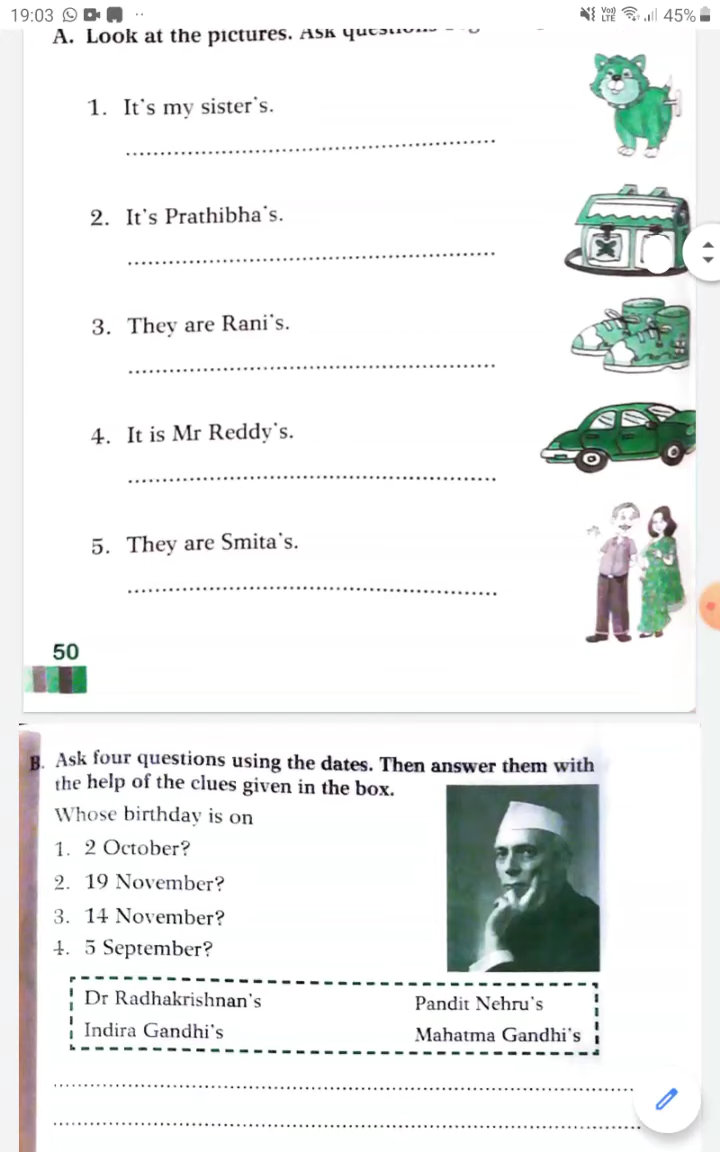 19:03
Vo)) LTE 45%
A. Look at the pictures. Ask
1. It's my sister's.
2. It's Prathibha's.
3. They are Rani's.
4. It is Mr Reddy's.
5. They are Smita's.
50
B. Ask four questions using the dates. Then answer them with
the help of the clues given in the box.
Whose birthday is on
1. 2 October?
2. 19 November?
3. 14 November?
4. 5 September?
Dr Radhakrishnan's Pandit Nehru's
Indira Gandhi's Mahatma Gandhi's